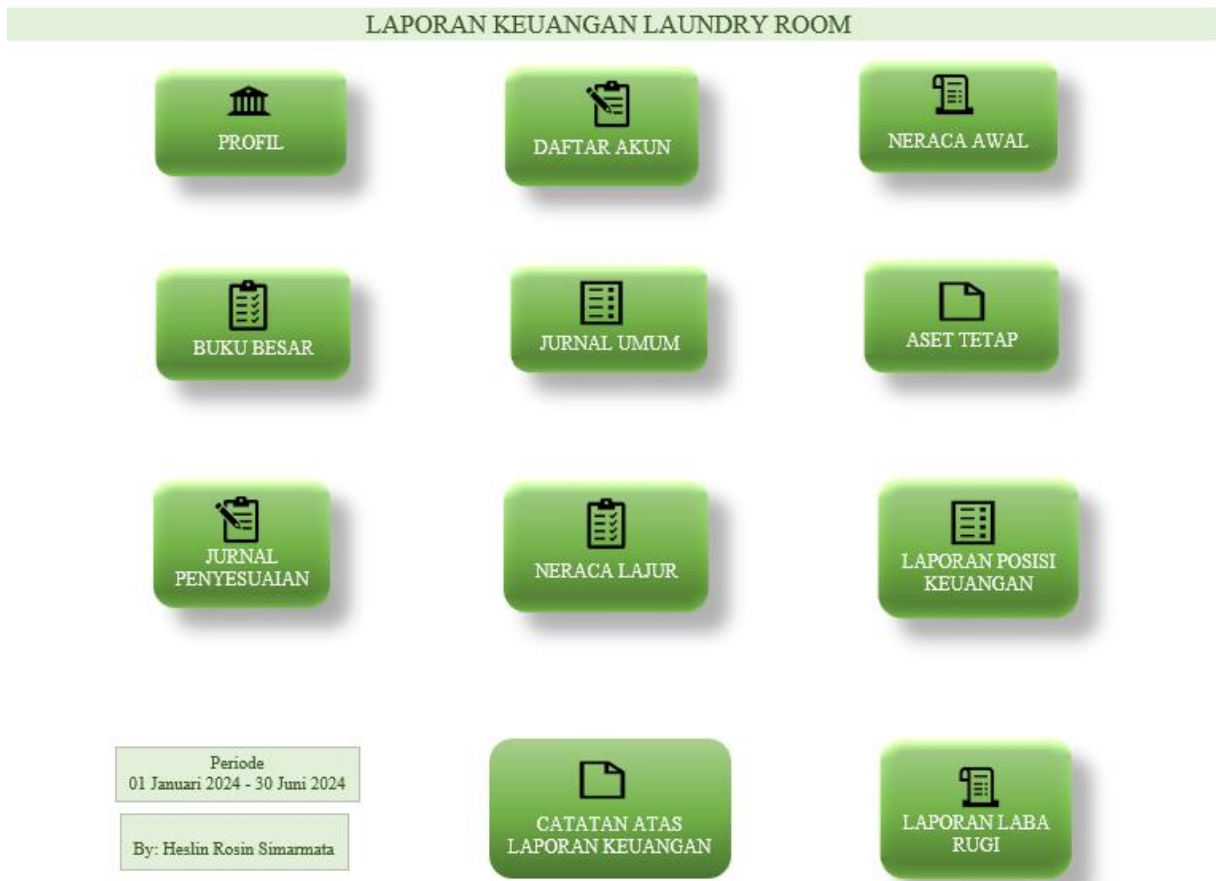 LAPORAN KEUANGAN LAUNDRY ROOM
PROFIL
DAFTAR AKUN
NERACA AWAL
BUKU BESAR
JURNAL UMUM
ASET TETAP
JURNAL
PENYESUAIAN
NERACA LAJUR
LAPORAN POSISI
KEUANGAN
Periode
01 Januari 2024 - 30 Juni 2024
By: Heslin Rosin Simarmata
CATATAN ATAS
LAPORAN KEUANGAN
LAPORAN LABA
RUGI